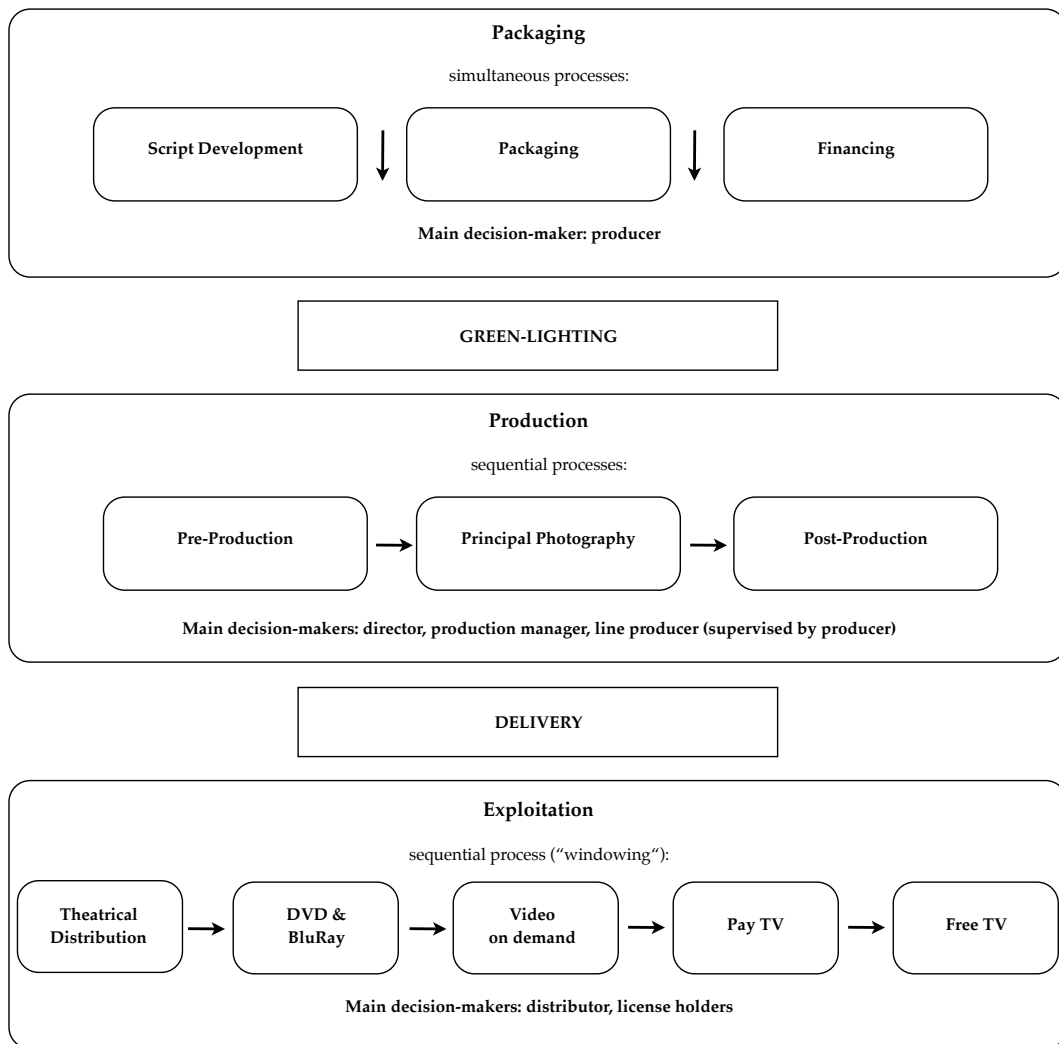 Packaging
simultaneous processes:
Script Development
Packaging
Financing
Main decision-maker: producer
GREEN-LIGHTING
Production
sequential processes:
Pre-Production
Principal Photography
Post-Production
Main decision-makers: director, production manager, line producer (supervised by producer)
DELIVERY
Exploitation
sequential process (“windowing“):
Theatrical
Distribution
DVD &
BluRay
Video
on demand
Pay TV
Free TV
Main decision-makers: distributor, license holders